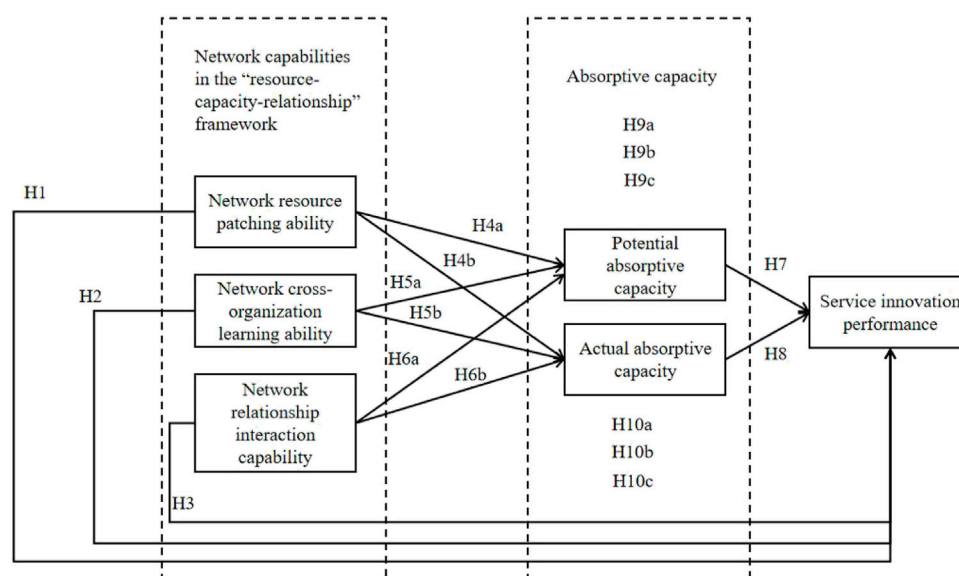 Network capabilities
in the “resource-
capacity-relationship”
framework
Absorptive capacity
H9a
H9b
H9c
H1
Network resource
patching ability
H4a
H4b
Potential
absorptive
capacity
H7
H2
Network cross-
organization
learning ability
H5a
H5b
Service innovation
performance
Actual absorptive
capacity
H8
H6a
H6b
Network
relationship
interaction
capability
H10a
H10b
H10c
H3